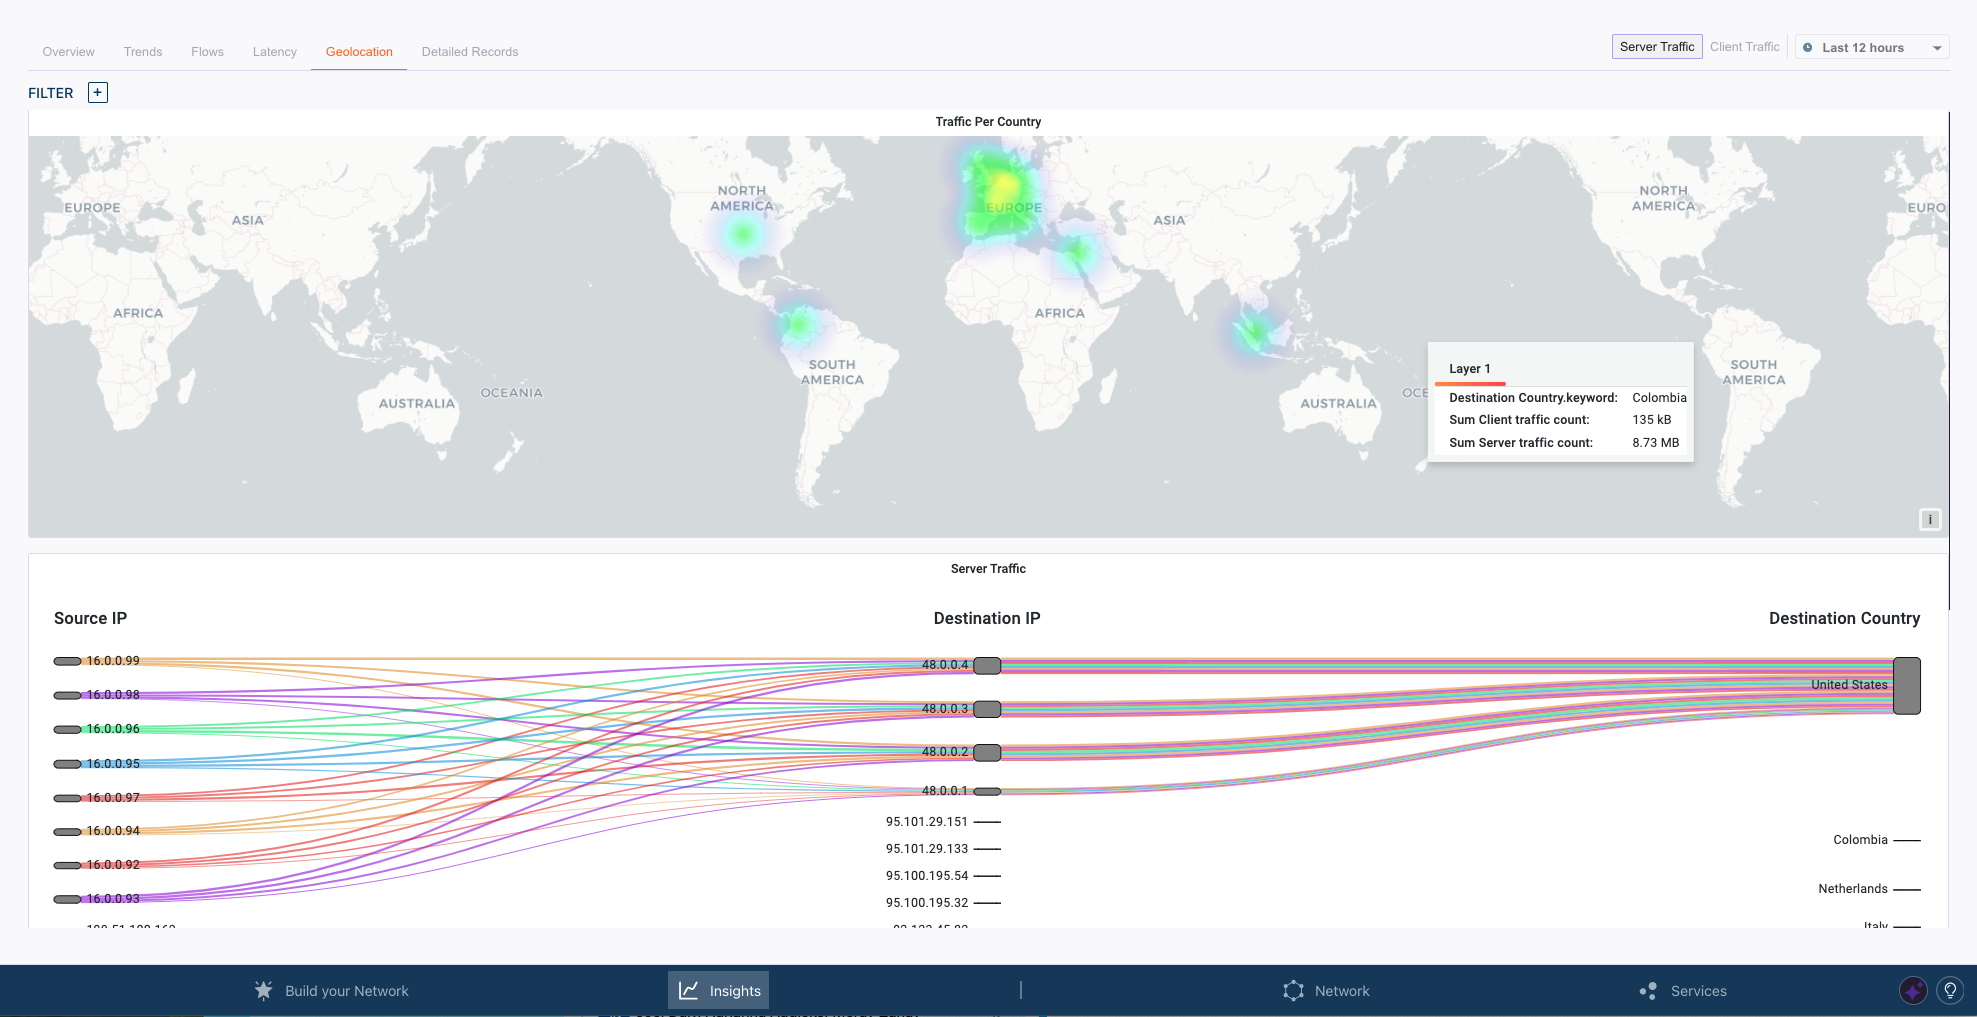 Overview Trends Flows Latency Geolocation Detailed Records Server Traffic Client Traffic Last 12 hours
FILTER +
Traffic Per Country
EUROPE ASIA AFRICA AUSTRALIA OCEANIA
NORTH AMERICA
SOUTH AMERICA
EUROPE ASIA AFRICA AUSTRALIA
NORTH AMERICA
SOUTH AMERICA
Layer 1
Destination Country.keyword: Colombia
Sum Client traffic count: 135 kB
Sum Server traffic count: 8.73 MB
i
Server Traffic
Source IP Destination IP Destination Country
16.0.0.99
16.0.0.98
16.0.0.96
16.0.0.95
16.0.0.97
16.0.0.94
16.0.0.92
16.0.0.93
48.0.0.4
48.0.0.3
48.0.0.2
48.0.0.1
95.101.29.151
95.101.29.133
95.100.195.54
95.100.195.32
United States
Colombia
Netherlands
Italy
Build your Network Insights Network Services